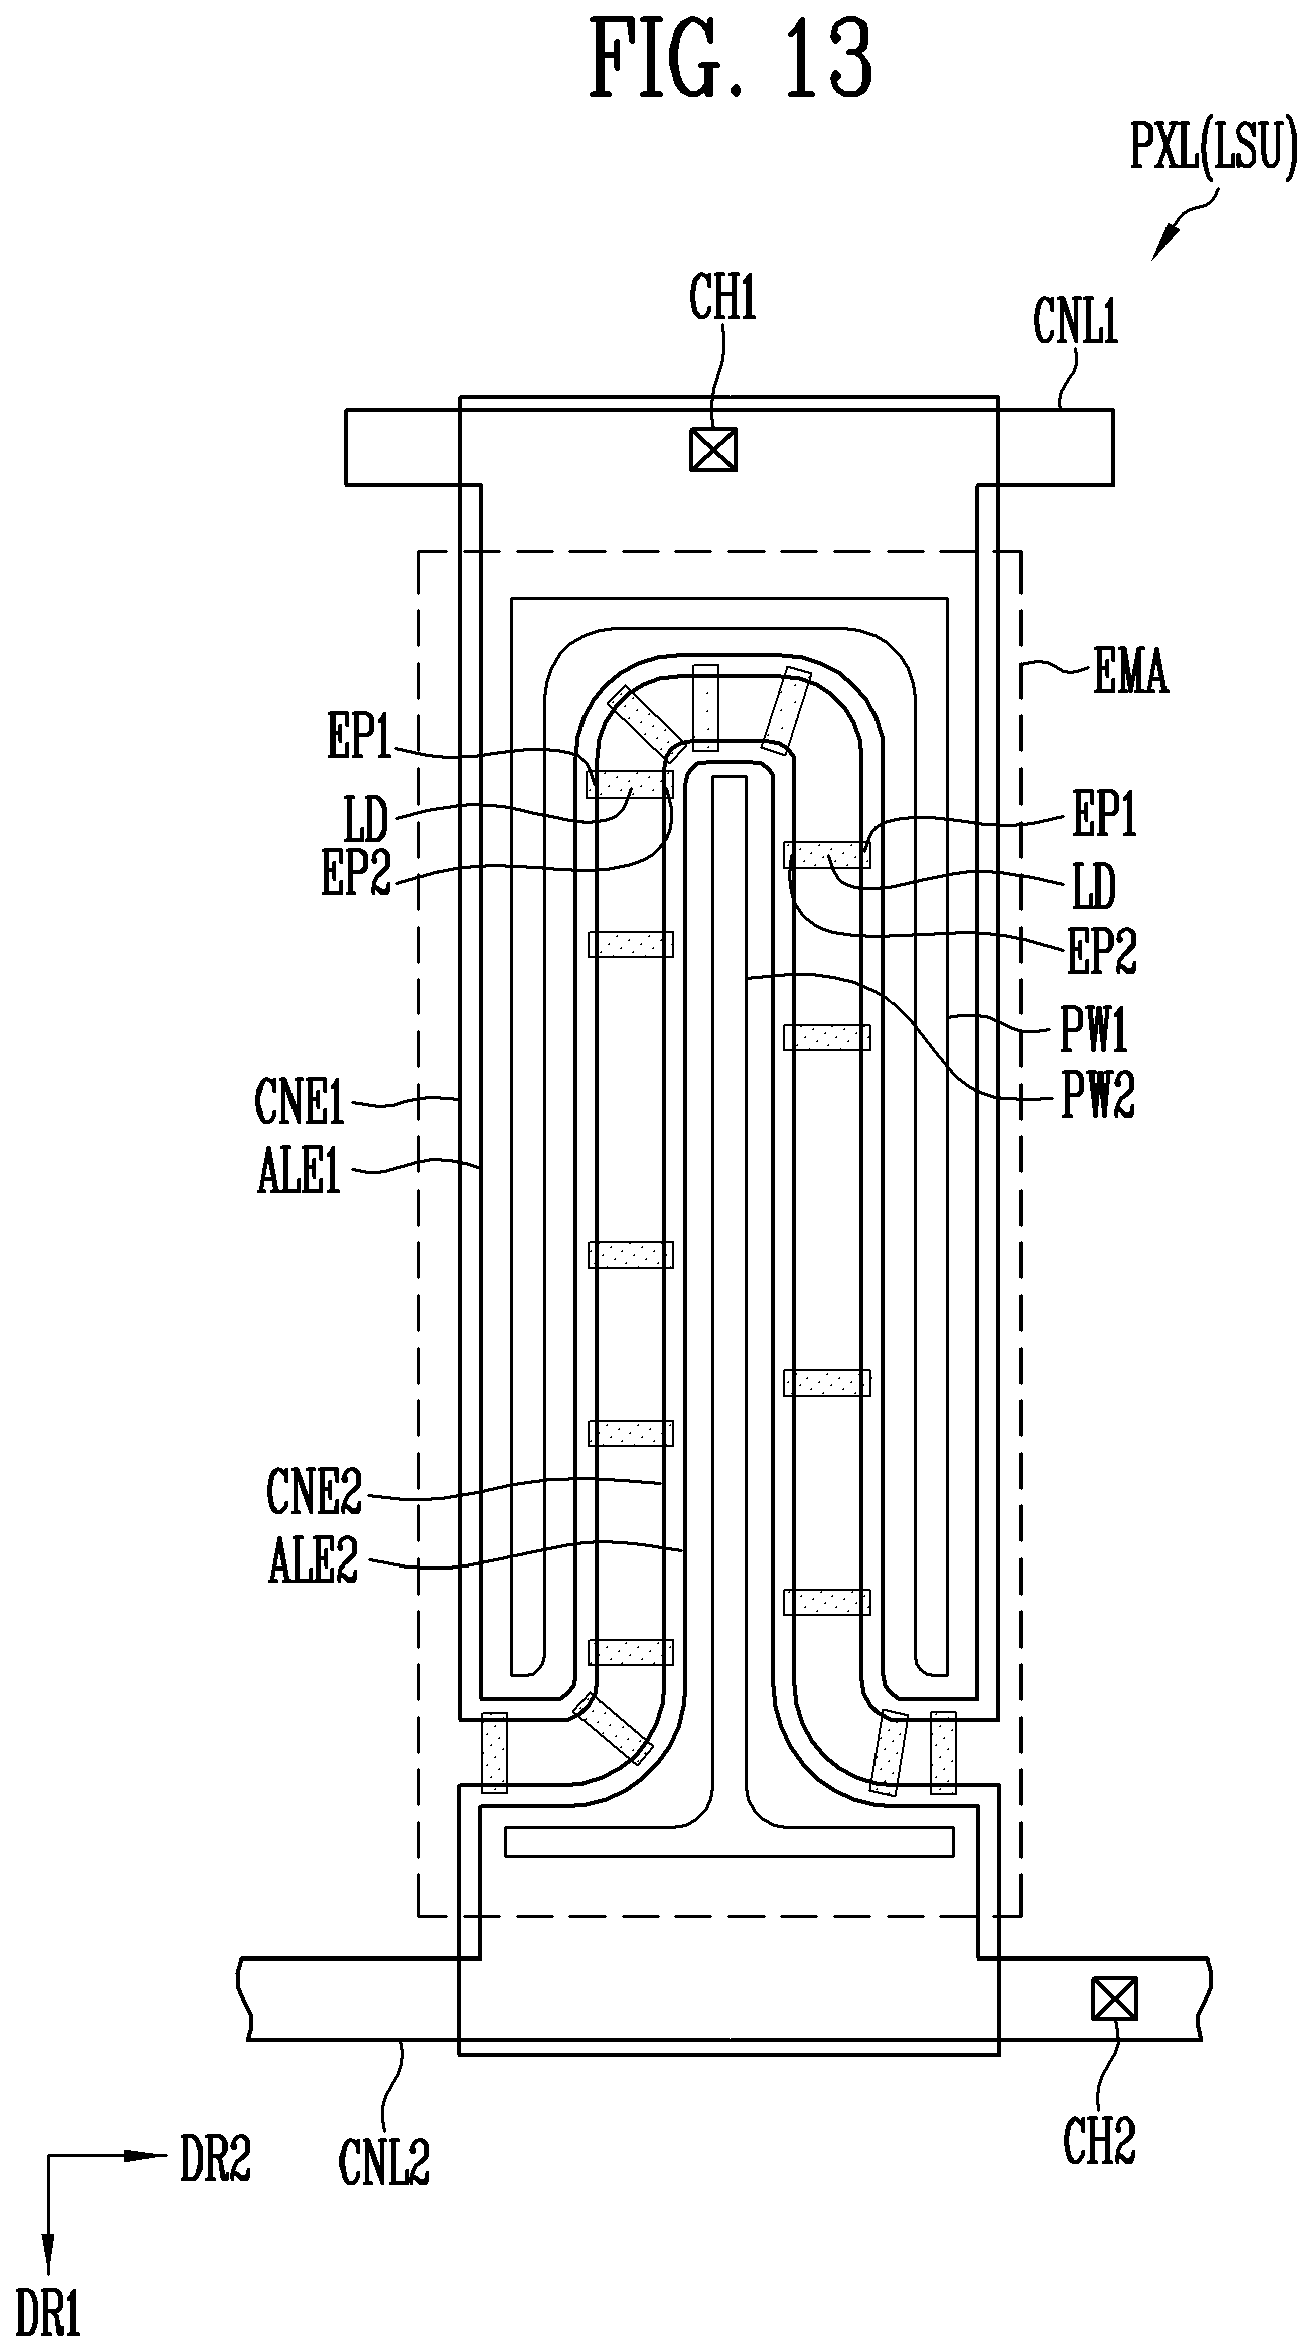 FIG. 13
PXL(LSU)
CH1
CNL1
EMA
EP1
LD
EP2
EP1
LD
EP2
PW1
PW2
CNE1
ALE1
CNE2
ALE2
CNL2
CH2
DR2
DR1